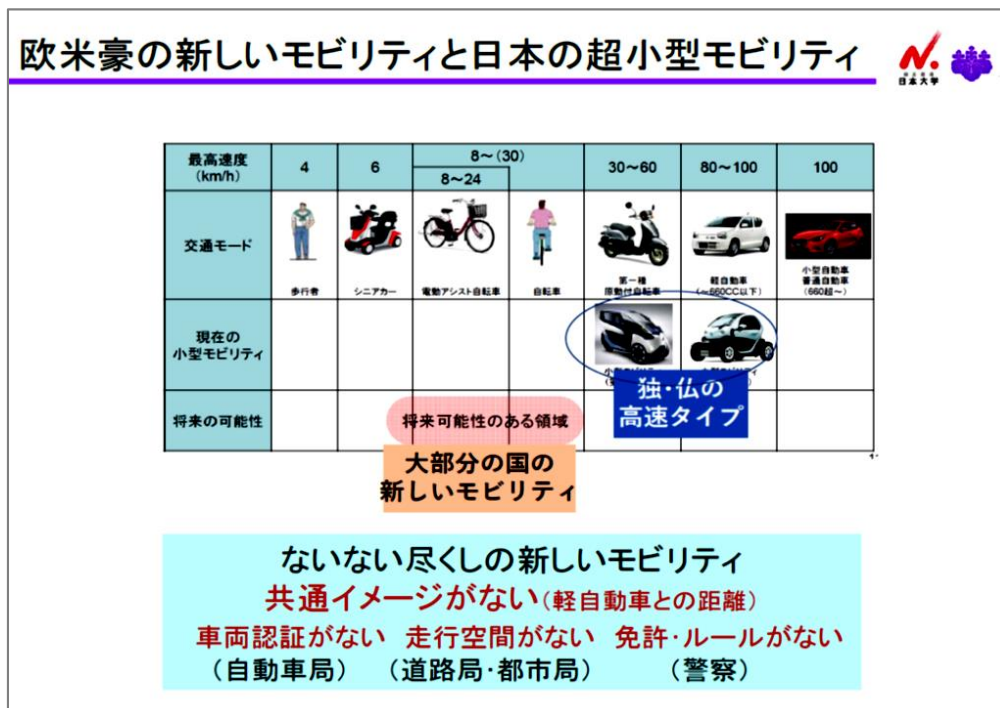 欧米豪の新しいモビリティと日本の超小型モビリティ
日本大学
最高速度
(km/h)
4
6
8～(30)
8～24
30～60
80～100
100
交通モード
歩行者
シニアカー
電動アシスト自転車
自転車
第一種
原動付自転車
軽自動車
(～660CC以下)
小型自動車
普通自動車
(660超～)
現在の
小型モビリティ
独・仏の
高速タイプ
将来の可能性
将来可能性のある領域
大部分の国の
新しいモビリティ
ないない尽くしの新しいモビリティ
共通イメージがない(軽自動車との距離)
車両認証がない 走行空間がない 免許・ルールがない
(自動車局) (道路局・都市局) (警察)